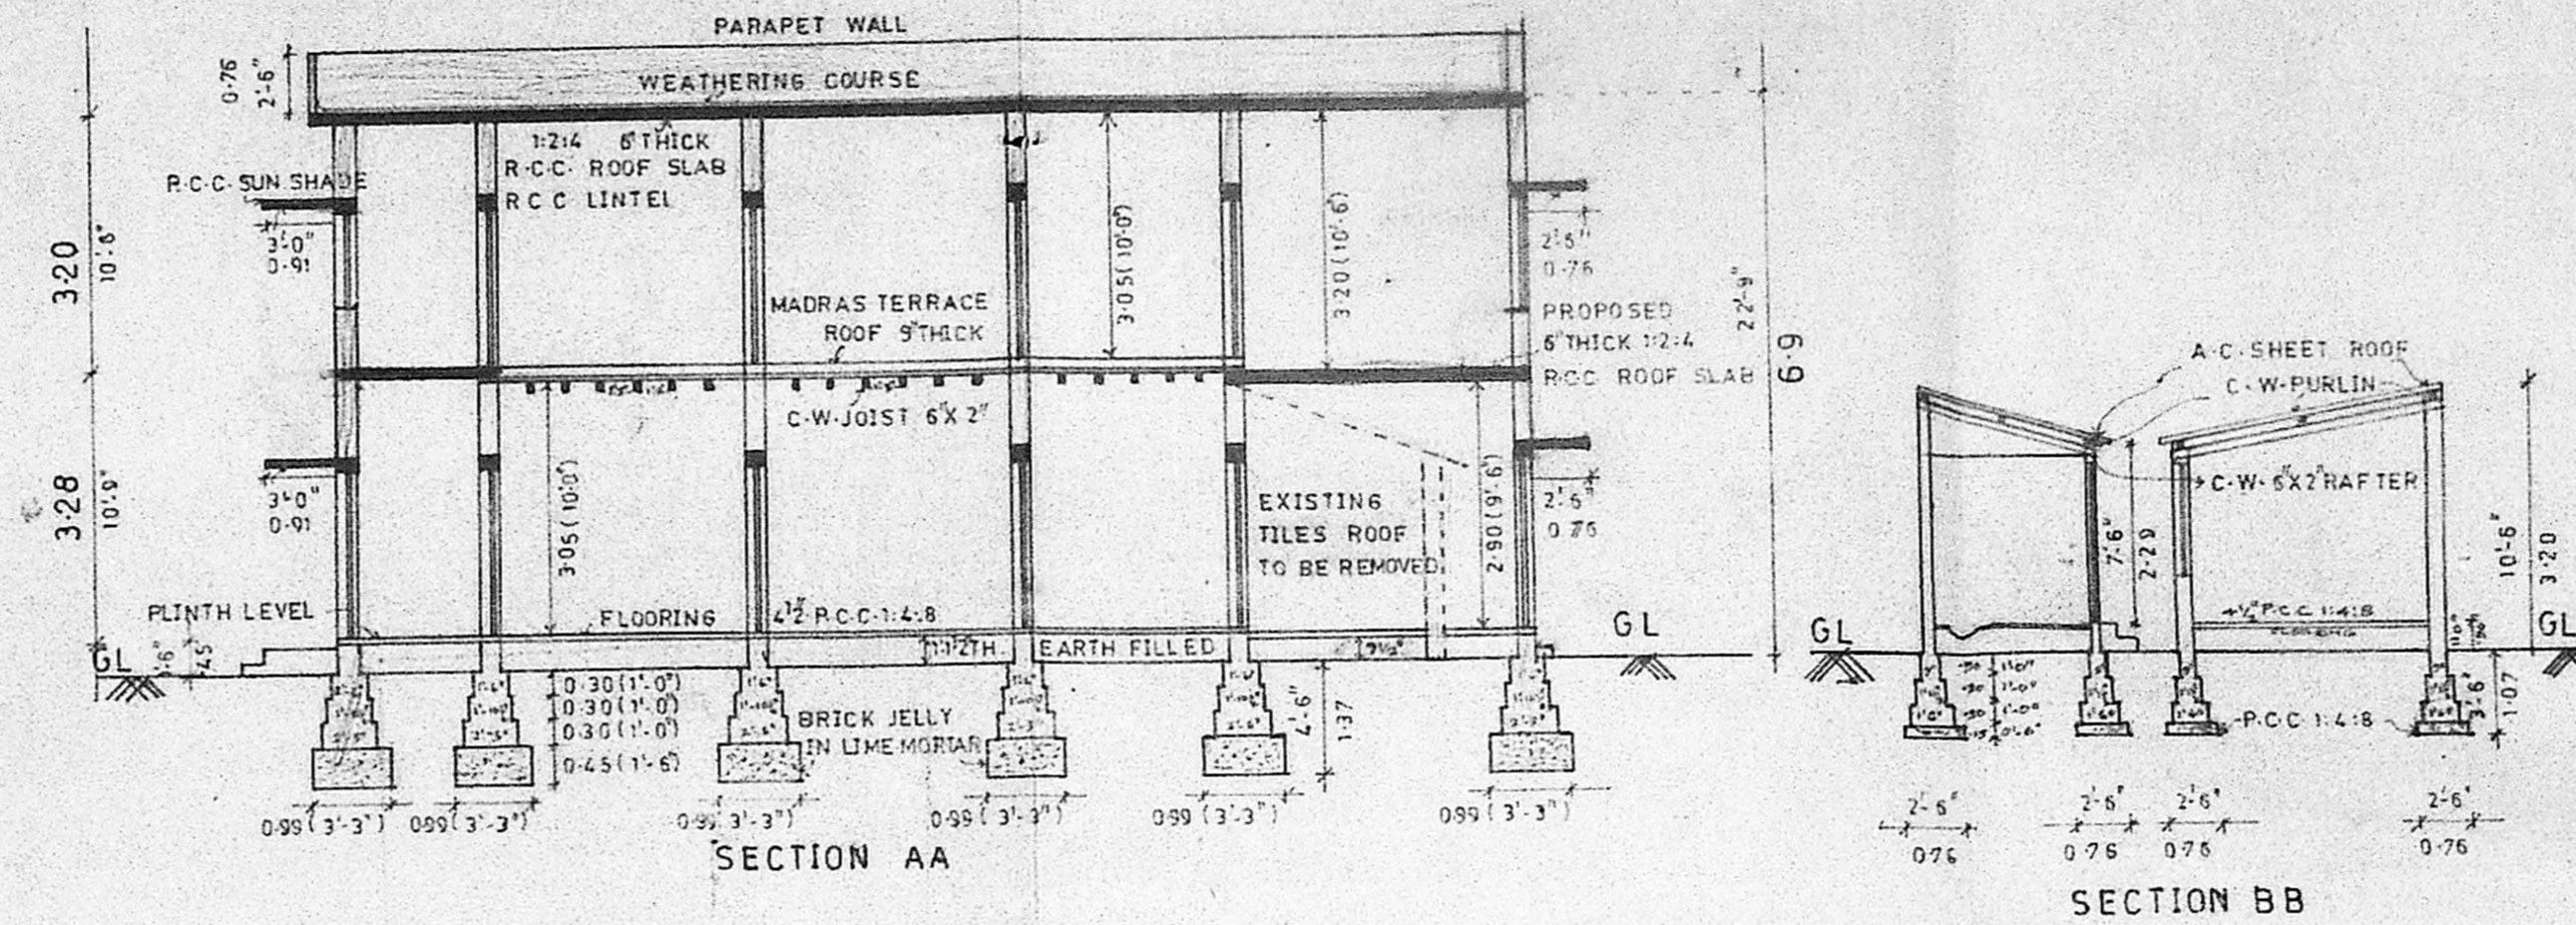 PARAPET WALL
WEATHERING COURSE
0.76
2'-6"
1:2:4 6"THICK
R.C.C. ROOF SLAB
RCC LINTEL
R.C.C. SUN SHADE
3'-0"
0.91
3.20
10'-6"
MADRAS TERRACE
ROOF 9"THICK
3.05(10'-0")
3.20(10'-6")
2'-6"
0.76
PROPOSED
6"THICK 1:2:4
R.C.C. ROOF SLAB
22'-9"
6.9
C.W. JOIST 6"X 2"
3.28
10'-9"
3'-0"
0.91
3.05(10'-0")
EXISTING
TILES ROOF
TO BE REMOVED
2.90(9'-6")
2'-6"
0.76
PLINTH LEVEL
FLOORING
4½" P.C.C. 1:4:8
EARTH FILLED
GL
GL
0.30(1'-0")
0.30(1'-0")
0.30(1'-0")
0.45(1'-6")
BRICK JELLY
IN LIME MORTAR
4'-6"
1.37
0.99(3'-3")
0.99(3'-3")
0.99(3'-3")
0.99(3'-3")
0.99(3'-3")
0.99(3'-3")
SECTION AA
A.C. SHEET ROOF
C.W. PURLIN
C.W. 6"X2" RAFTER
7'-6"
2.29
10'-6"
3.20
4½" P.C.C 1:4:8
FLOORING
GL
GL
P.C.C 1:4:8
3'-6"
1.07
2'-6"
0.76
2'-6"
0.76
2'-6"
0.76
2'-6"
0.76
SECTION BB